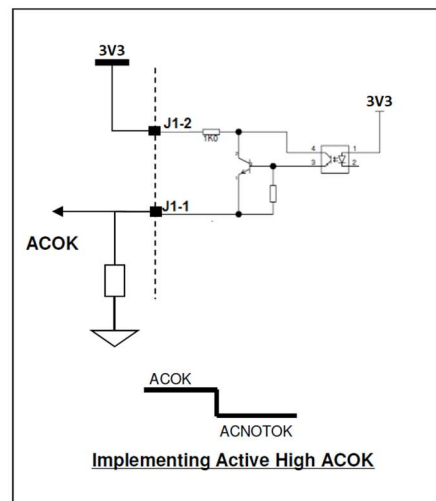 3V3
J1-2
1K0
4
1
3V3
3
2
J1-1
ACOK
ACOK
ACNOTOK
Implementing Active High ACOK